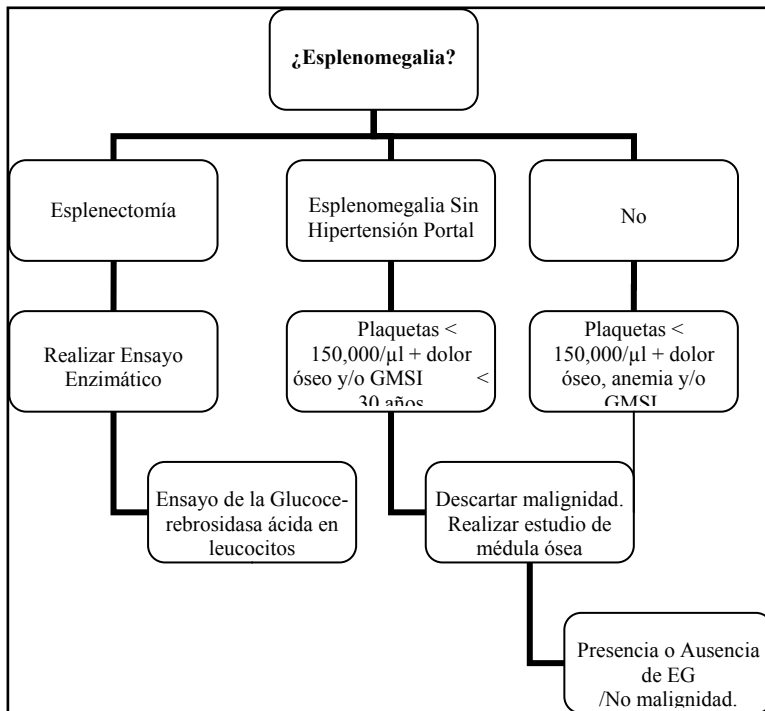 ¿Esplenomegalia?
Esplenectomía
Esplenomegalia Sin
Hipertensión Portal
No
Realizar Ensayo
Enzimático
Plaquetas <
150,000/µl + dolor
óseo y/o GMSI <
30 años
Plaquetas <
150,000/µl + dolor
óseo, anemia y/o
GMSI
Ensayo de la Glucoce-
rebrosidasa ácida en
leucocitos
Descartar malignidad.
Realizar estudio de
médula ósea
Presencia o Ausencia
de EG
/No malignidad.